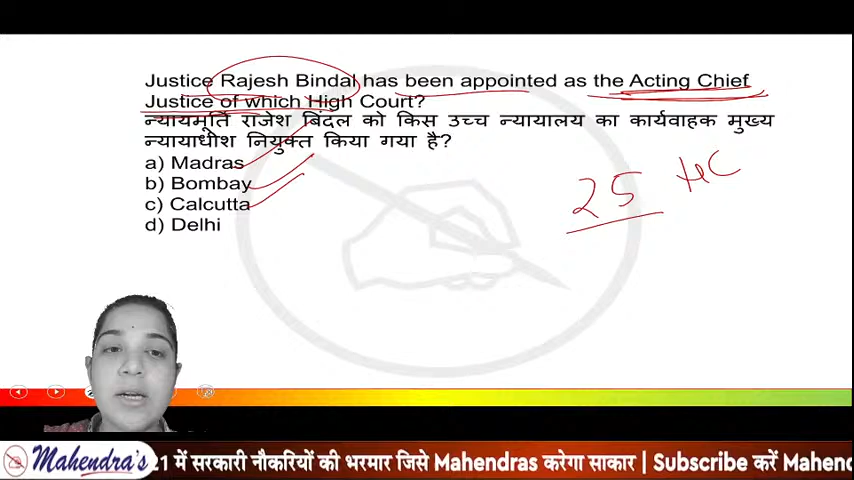 Justice Rajesh Bindal has been appointed as the Acting Chief
Justice of which High Court?
न्यायमूर्ति राजेश बिंदल को किस उच्च न्यायालय का कार्यवाहक मुख्य
न्यायाधीश नियुक्त किया गया है?
a) Madras
b) Bombay
c) Calcutta
d) Delhi
25 HC
Mahendra's
21 में सरकारी नौकरियों की भरमार जिसे Mahendras करेगा साकार | Subscribe करें Mahen